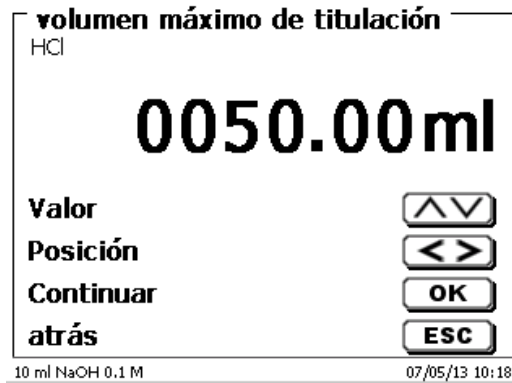 volumen máximo de titulación
HCl
0050.00ml
Valor
Posición
Continuar OK
atrás ESC
10 ml NaOH 0.1 M 07/05/13 10:18